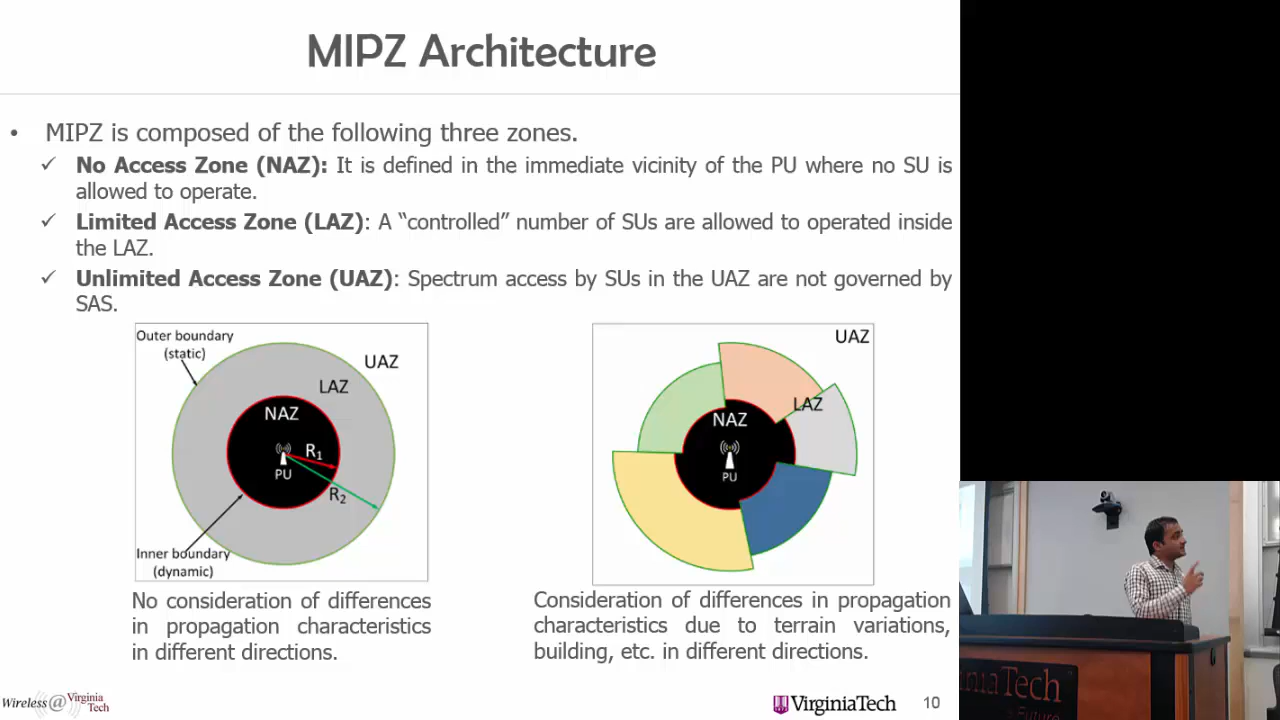 MIPZ Architecture
• MIPZ is composed of the following three zones.
✓ No Access Zone (NAZ): It is defined in the immediate vicinity of the PU where no SU is
allowed to operate.
✓ Limited Access Zone (LAZ): A “controlled” number of SUs are allowed to operated inside
the LAZ.
✓ Unlimited Access Zone (UAZ): Spectrum access by SUs in the UAZ are not governed by
SAS.
Outer boundary
(static)
UAZ
LAZ
NAZ
R1
PU
R2
Inner boundary
(dynamic)
UAZ
LAZ
NAZ
PU
No consideration of differences
in propagation characteristics
in different directions.
Consideration of differences in propagation
characteristics due to terrain variations,
building, etc. in different directions.
Wireless@Virginia
Tech
VirginiaTech
10
iniaTech